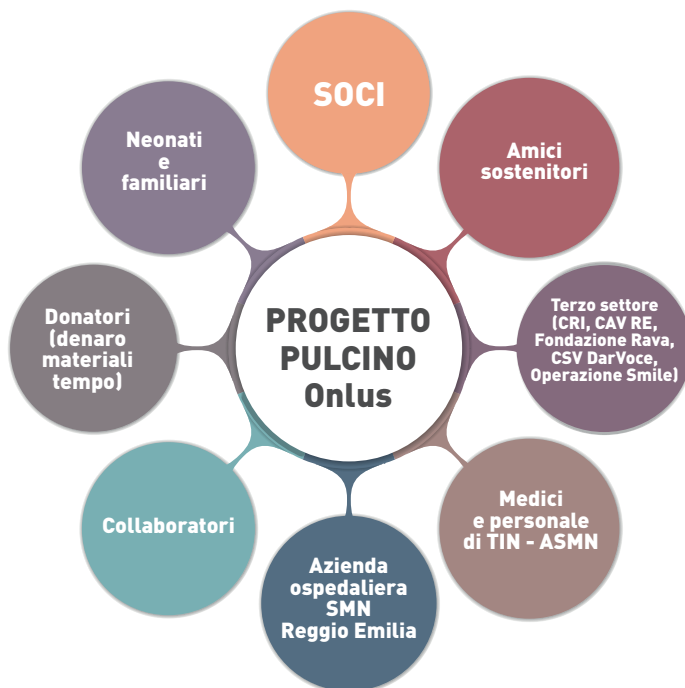 SOCI
Amici
sostenitori
Terzo settore
(CRI, CAV RE,
Fondazione Rava,
CSV DarVoce,
Operazione Smile)
Medici
e personale
di TIN - ASMN
Azienda
ospedaliera
SMN
Reggio Emilia
Collaboratori
Donatori
(denaro
materiali
tempo)
Neonati
e
familiari
PROGETTO
PULCINO
Onlus